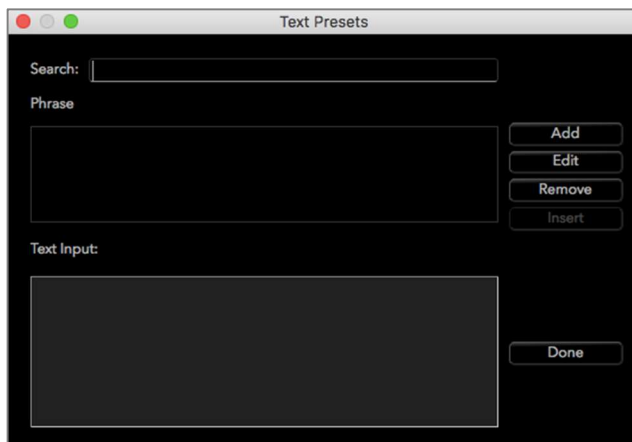 Text Presets
Search:
Phrase
Add
Edit
Remove
Insert
Text Input:
Done